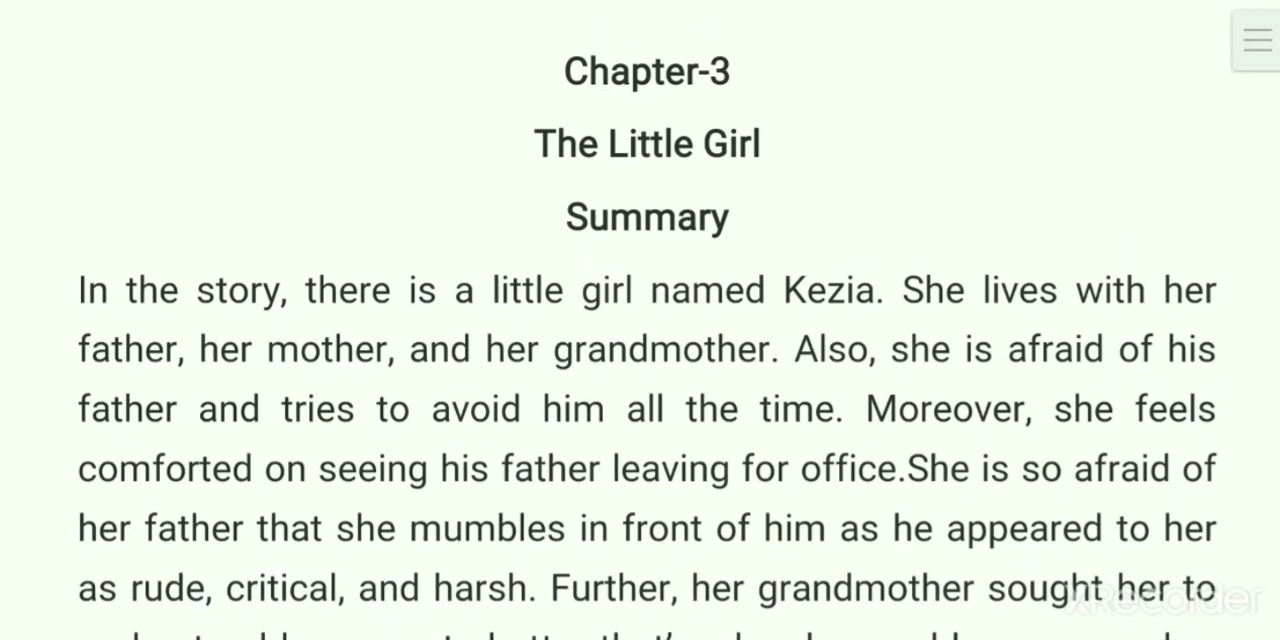 Chapter-3
The Little Girl
Summary
In the story, there is a little girl named Kezia. She lives with her
father, her mother, and her grandmother. Also, she is afraid of his
father and tries to avoid him all the time. Moreover, she feels
comforted on seeing his father leaving for office.She is so afraid of
her father that she mumbles in front of him as he appeared to her
as rude, critical, and harsh. Further, her grandmother sought her to
XRecorder